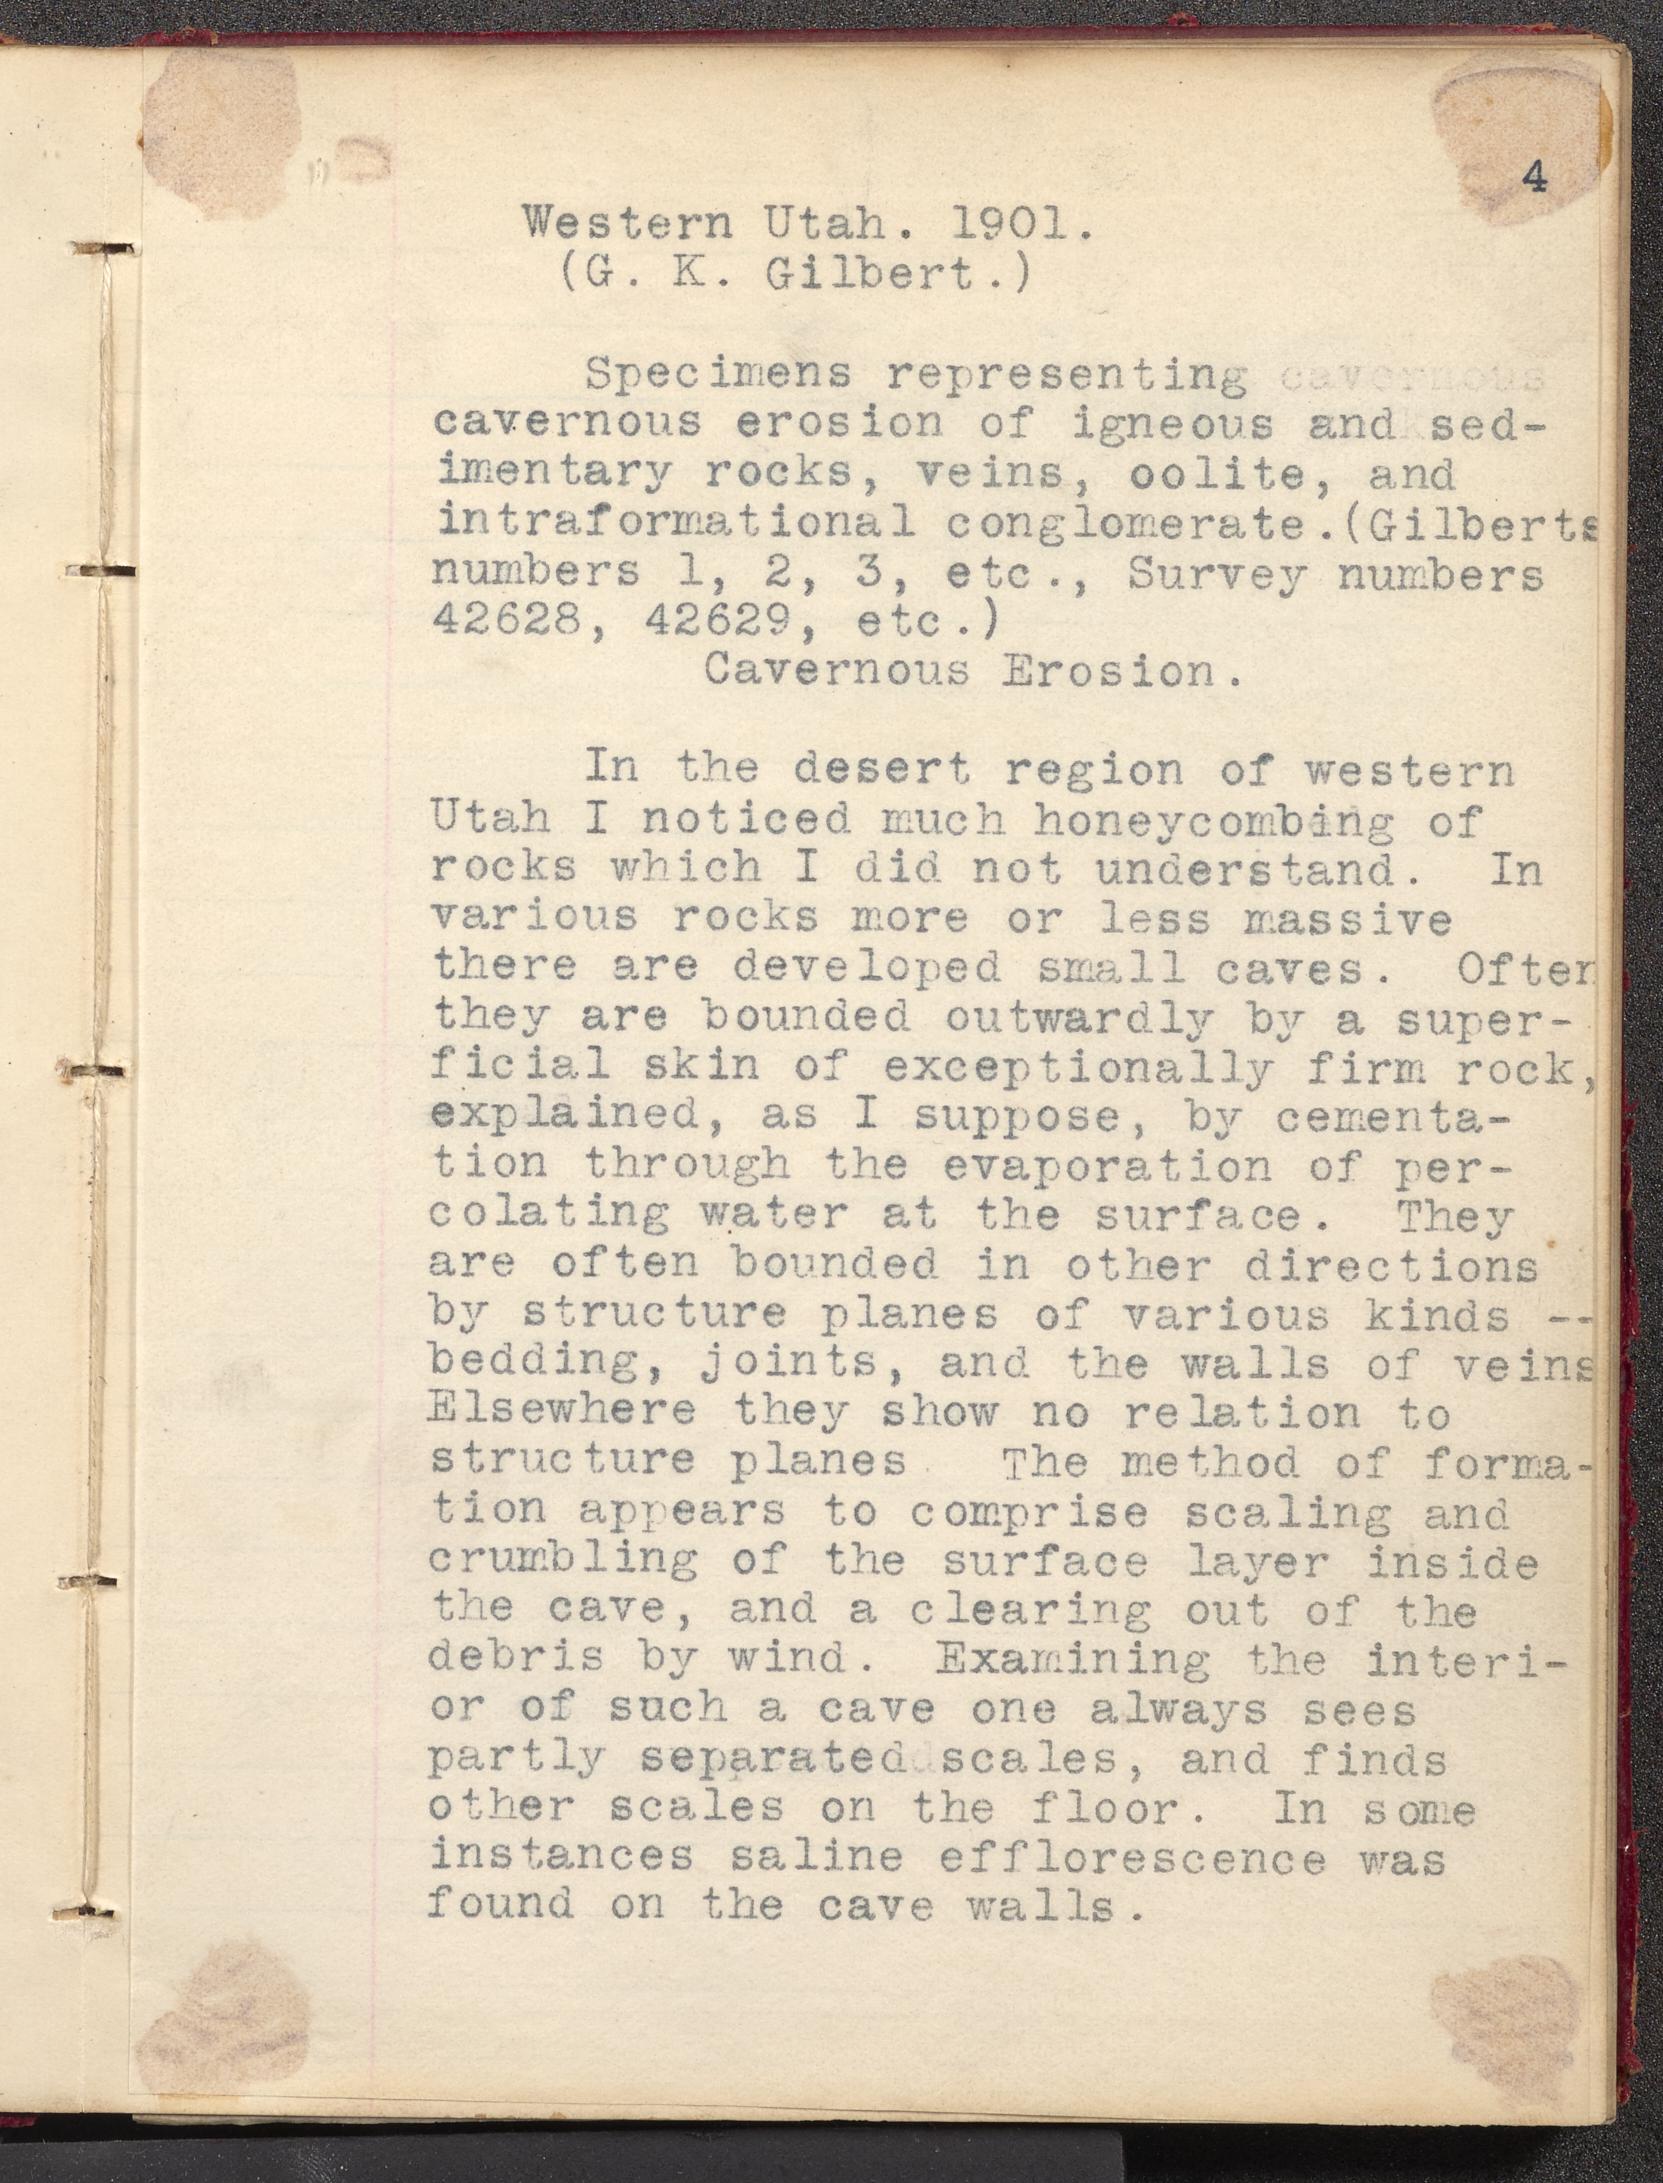 4
Western Utah. 1901.
(G. K. Gilbert.)
Specimens representing cavernous
cavernous erosion of igneous and sed-
imentary rocks, veins, oolite, and
intraformational conglomerate.(Gilberts
numbers 1, 2, 3, etc., Survey numbers
42628, 42629, etc.)
Cavernous Erosion.
In the desert region of western
Utah I noticed much honeycombing of
rocks which I did not understand. In
various rocks more or less massive
there are developed small caves. Often
they are bounded outwardly by a super-
ficial skin of exceptionally firm rock,
explained, as I suppose, by cementa-
tion through the evaporation of per-
colating water at the surface. They
are often bounded in other directions
by structure planes of various kinds --
bedding, joints, and the walls of veins
Elsewhere they show no relation to
structure planes. The method of forma-
tion appears to comprise scaling and
crumbling of the surface layer inside
the cave, and a clearing out of the
debris by wind. Examining the interi-
or of such a cave one always sees
partly separated scales, and finds
other scales on the floor. In some
instances saline efflorescence was
found on the cave walls.